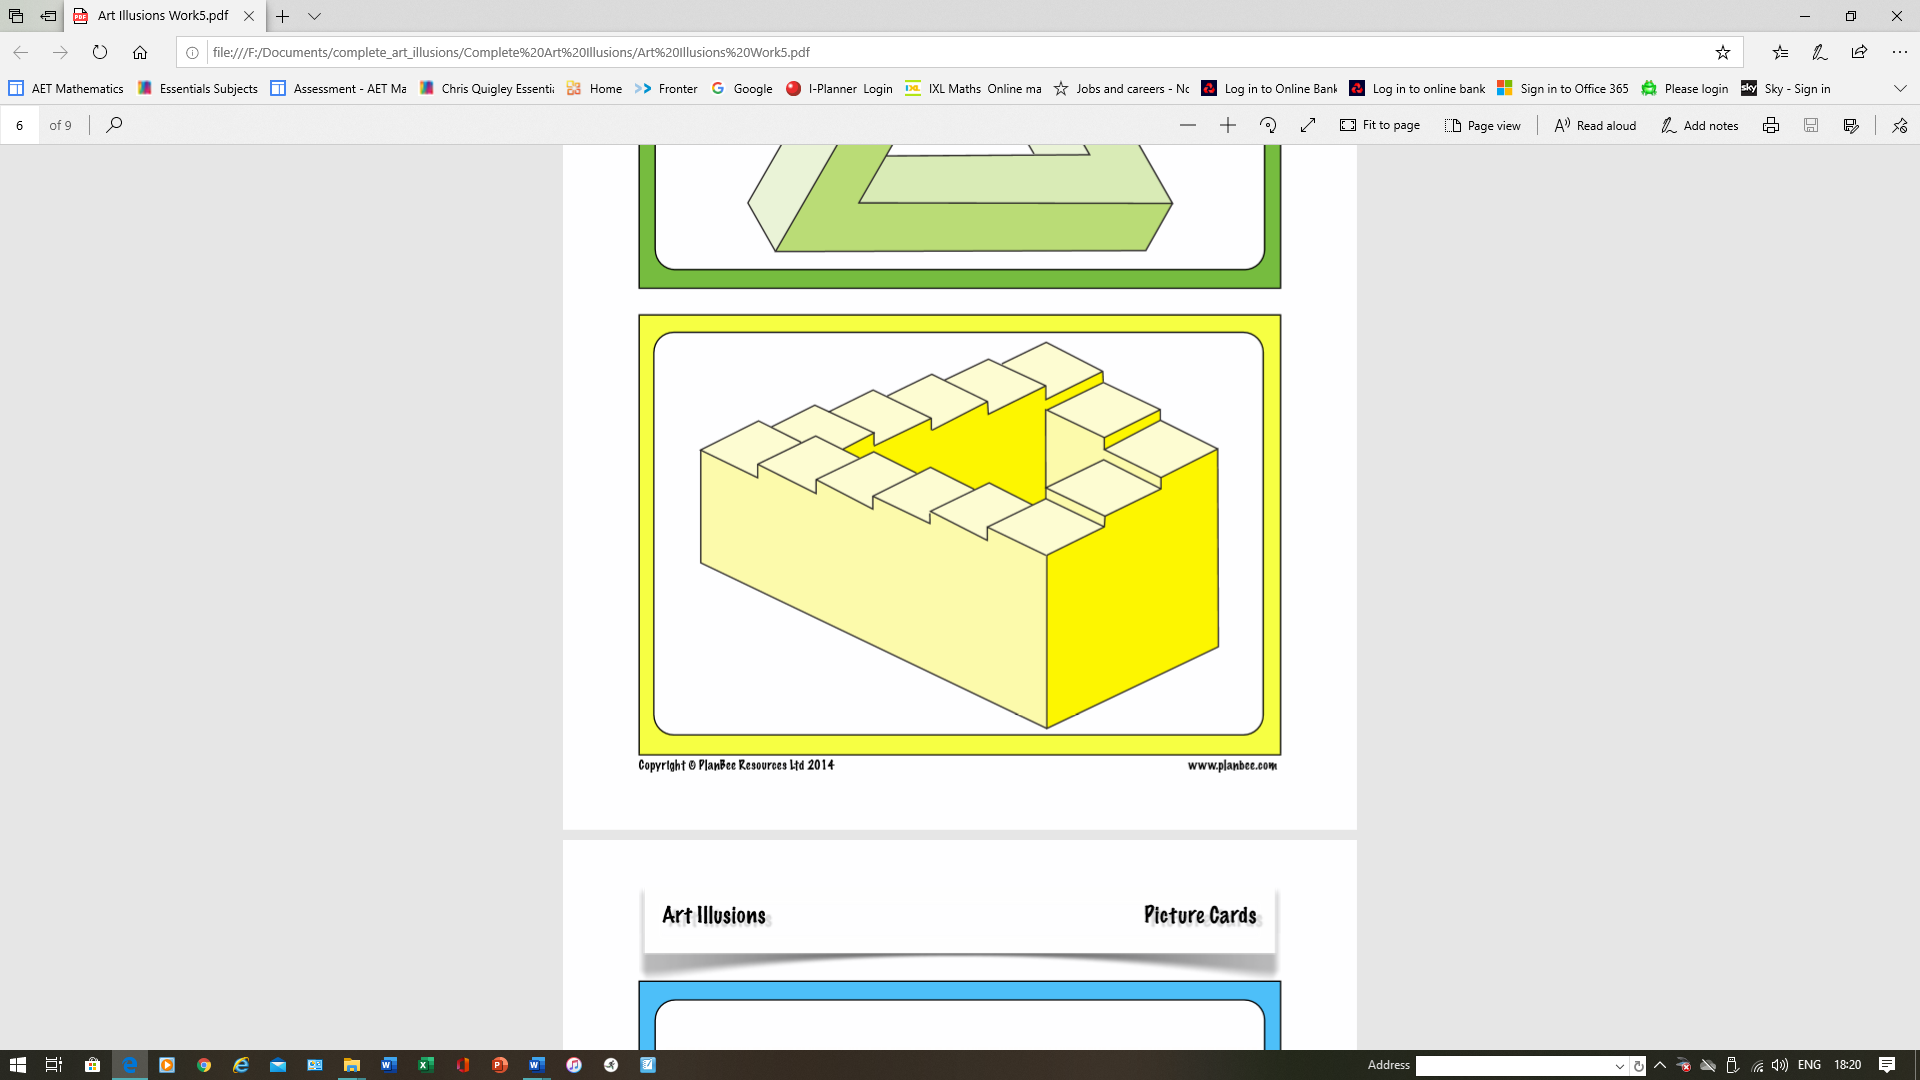 Art Illusions Work5.pdf
file:///F:/Documents/complete_art_illusions/Complete%20Art%20Illusions/Art%20Illusions%20Work5.pdf
AET Mathematics Essentials Subjects Assessment - AET Ma Chris Quigley Essenti Home Fronter Google I-Planner Login IXL Maths Online ma Jobs and careers - Nc Log in to Online Bank Log in to online bank Sign in to Office 365 Please login Sky - Sign in
6 of 9 Fit to page Page view Read aloud Add notes
Copyright © PlanBee Resources Ltd 2014 www.planbee.com
Art Illusions Picture Cards
Address ENG 18:20